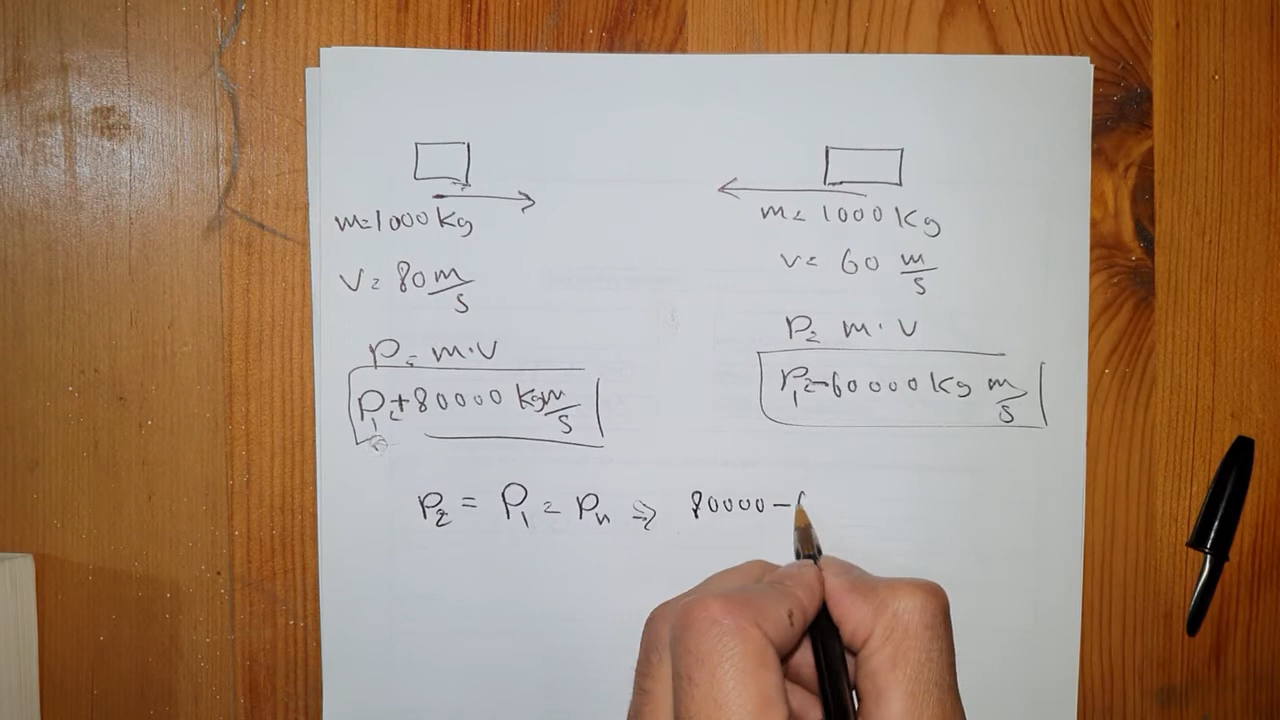 m=1000 kg
v= 80 m/s
P= m·v
P₁=+80000 kg m/s
m= 1000 kg
v= 60 m/s
P= m·v
P₁=-60000 kg m/s
P₂ = P₁ = Pₙ ⇒ 80000 -